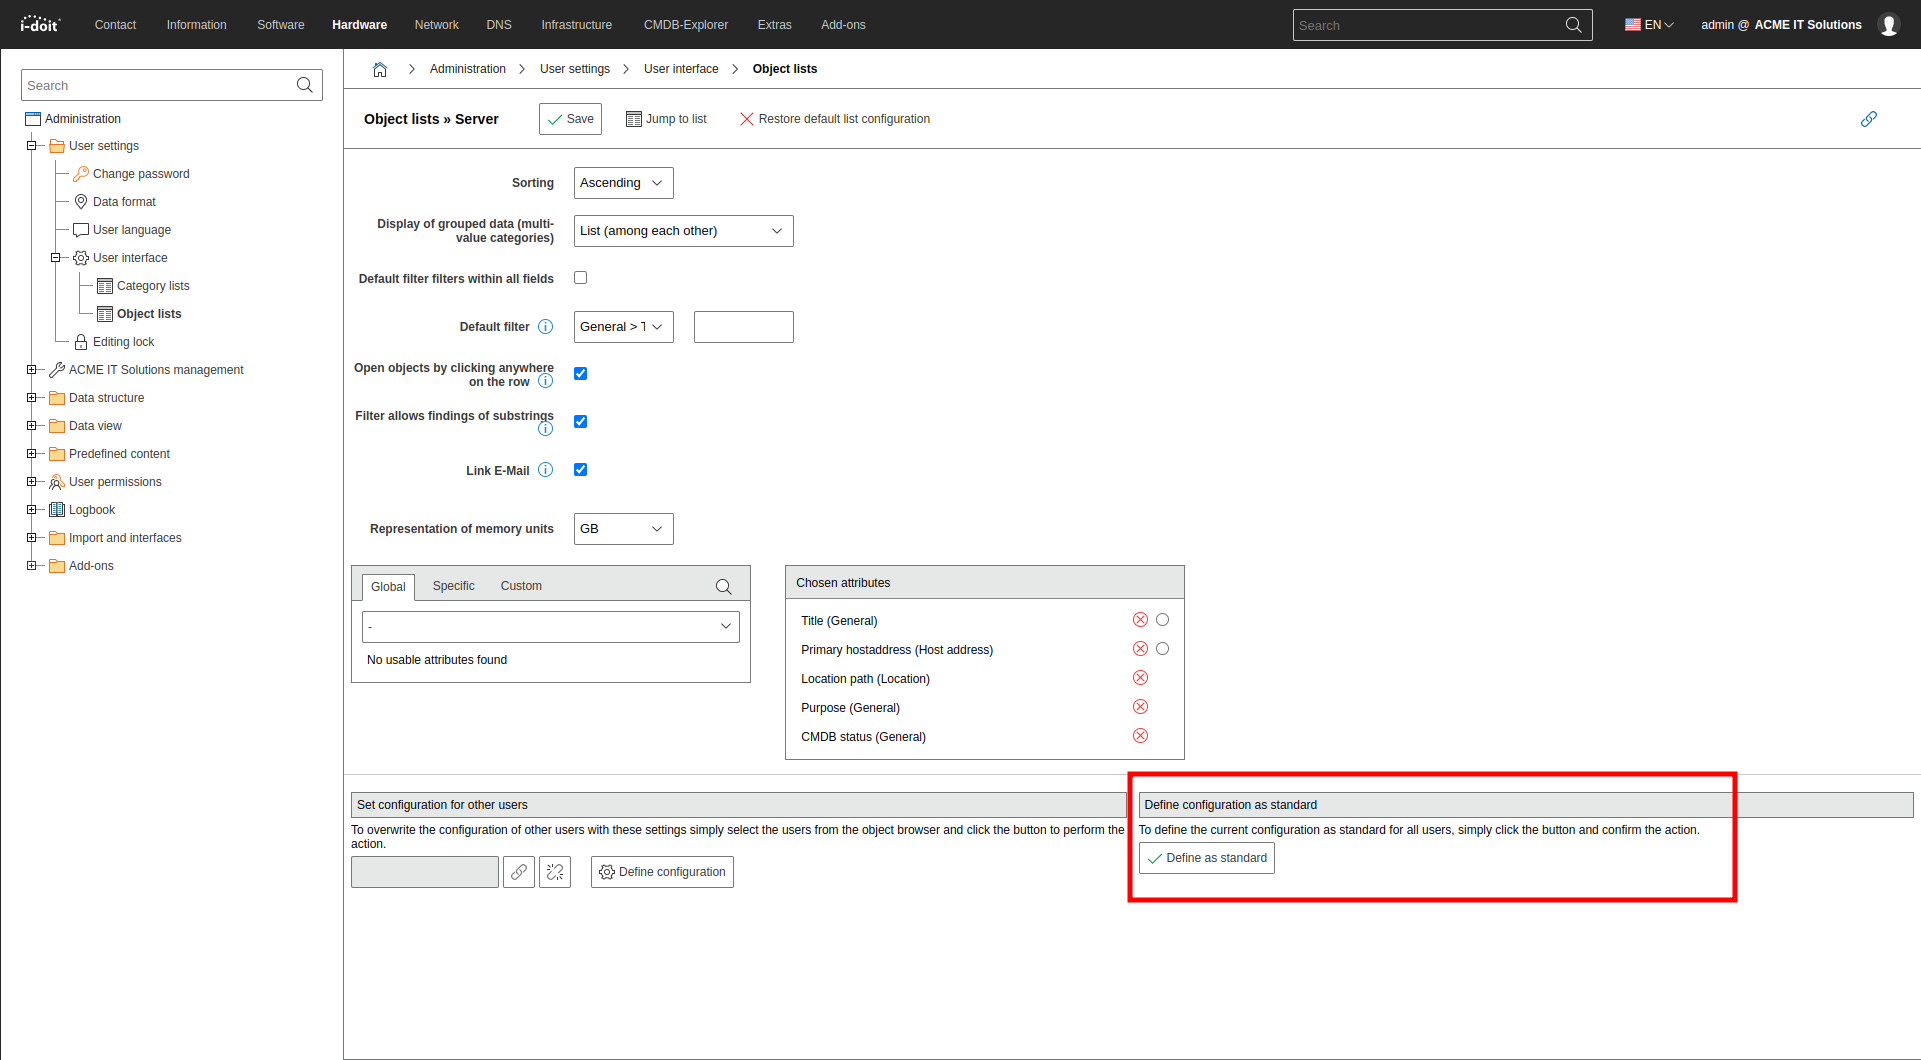 i-doit
Contact
Information
Software
Hardware
Network
DNS
Infrastructure
CMDB-Explorer
Extras
Add-ons
Search
EN
admin @ ACME IT Solutions
Search
Administration
User settings
Change password
Data format
User language
User interface
Category lists
Object lists
Editing lock
ACME IT Solutions management
Data structure
Data view
Predefined content
User permissions
Logbook
Import and interfaces
Add-ons
Administration
User settings
User interface
Object lists
Object lists » Server
Save
Jump to list
Restore default list configuration
Sorting
Ascending
Display of grouped data (multi-
value categories)
List (among each other)
Default filter filters within all fields
Default filter
General > T
Open objects by clicking anywhere
on the row
Filter allows findings of substrings
Link E-Mail
Representation of memory units
GB
Global
Specific
Custom
-
No usable attributes found
Chosen attributes
Title (General)
Primary hostaddress (Host address)
Location path (Location)
Purpose (General)
CMDB status (General)
Set configuration for other users
To overwrite the configuration of other users with these settings simply select the users from the object browser and click the button to perform the
action.
Define configuration
Define configuration as standard
To define the current configuration as standard for all users, simply click the button and confirm the action.
Define as standard